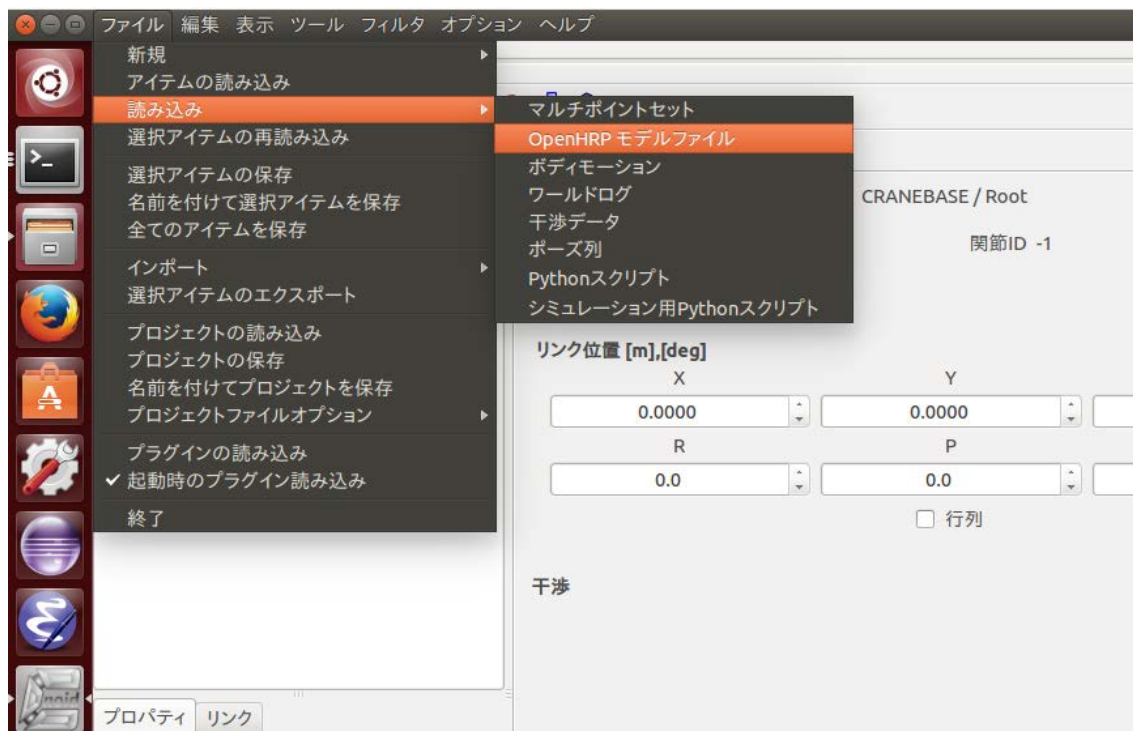 ファイル 編集 表示 ツール フィルタ オプション ヘルプ
新規
アイテムの読み込み
読み込み
選択アイテムの再読み込み
選択アイテムの保存
名前を付けて選択アイテムを保存
全てのアイテムを保存
インポート
選択アイテムのエクスポート
プロジェクトの読み込み
プロジェクトの保存
名前を付けてプロジェクトを保存
プロジェクトファイルオプション
プラグインの読み込み
起動時のプラグイン読み込み
終了
マルチポイントセット
OpenHRP モデルファイル
ボディモーション
ワールドログ
干渉データ
ポーズ列
Pythonスクリプト
シミュレーション用Pythonスクリプト
CRANEBASE / Root
関節ID -1
リンク位置 [m],[deg]
X Y
0.0000 0.0000
R P
0.0 0.0
行列
干渉
プロパティ リンク
noid